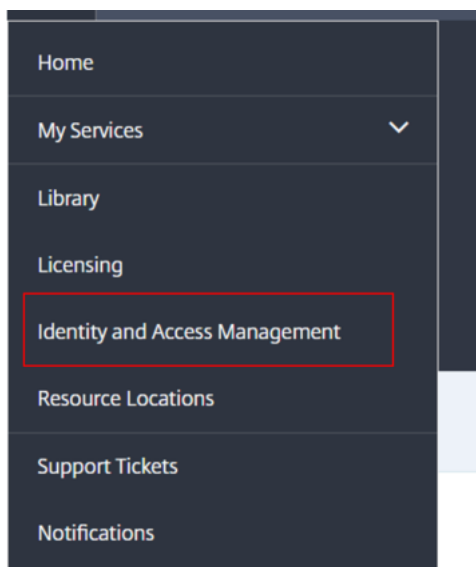 Home
My Services
Library
Licensing
Identity and Access Management
Resource Locations
Support Tickets
Notifications